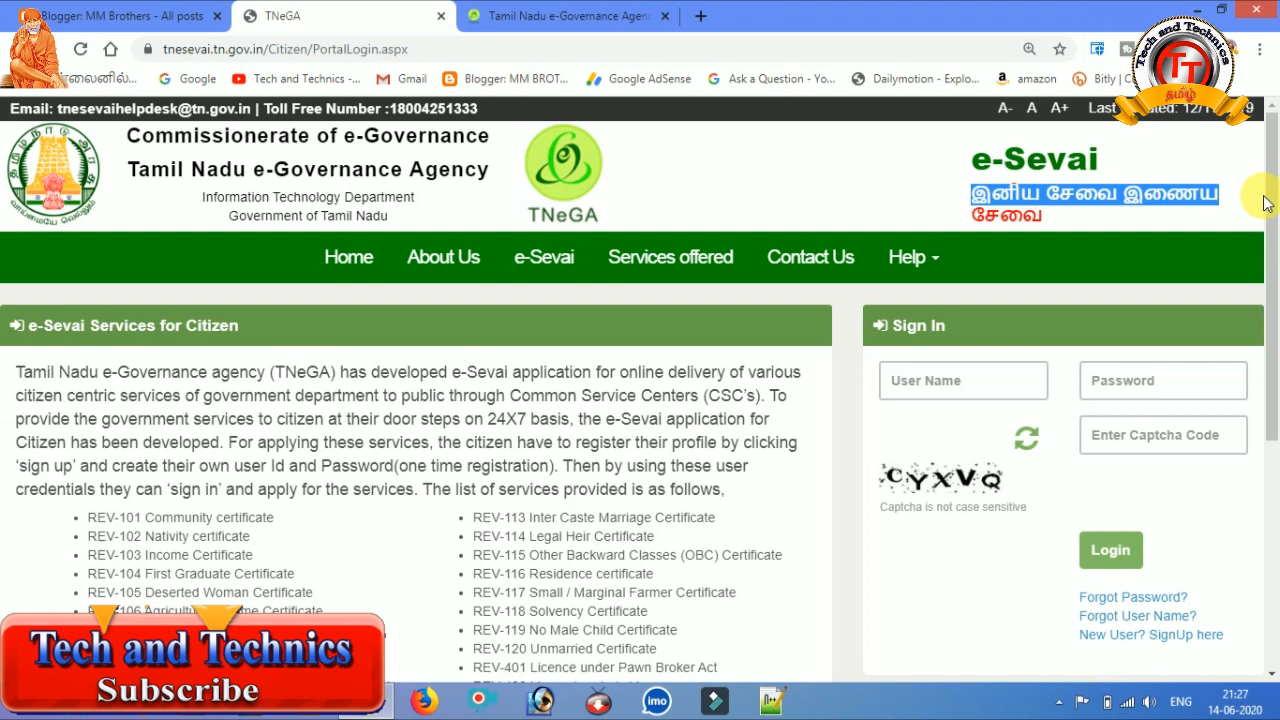 Blogger: MM Brothers - All posts
TNeGA
Tamil Nadu e-Governance Agenc
tnesevai.tn.gov.in/Citizen/PortalLogin.aspx
Google
Tech and Technics -...
Gmail
Blogger: MM BROT...
Google AdSense
Ask a Question - Yo...
Dailymotion - Explo...
amazon
Bitly | C
Tech and Technics
TT
தமிழ்
Email: tnesevaihelpdesk@tn.gov.in | Toll Free Number :18004251333
A- A A+ Last
Commissionerate of e-Governance
Tamil Nadu e-Governance Agency
Information Technology Department
Government of Tamil Nadu
TNeGA
e-Sevai
இனிய சேவை இணைய
சேவை
Home About Us e-Sevai Services offered Contact Us Help
e-Sevai Services for Citizen
Tamil Nadu e-Governance agency (TNeGA) has developed e-Sevai application for online delivery of various
citizen centric services of government department to public through Common Service Centers (CSC's). To
provide the government services to citizen at their door steps on 24X7 basis, the e-Sevai application for
Citizen has been developed. For applying these services, the citizen have to register their profile by clicking
‘sign up’ and create their own user Id and Password(one time registration). Then by using these user
credentials they can ‘sign in’ and apply for the services. The list of services provided is as follows,
REV-101 Community certificate
REV-102 Nativity certificate
REV-103 Income Certificate
REV-104 First Graduate Certificate
REV-105 Deserted Woman Certificate
REV-113 Inter Caste Marriage Certificate
REV-114 Legal Heir Certificate
REV-115 Other Backward Classes (OBC) Certificate
REV-116 Residence certificate
REV-117 Small / Marginal Farmer Certificate
REV-118 Solvency Certificate
REV-119 No Male Child Certificate
REV-120 Unmarried Certificate
REV-401 Licence under Pawn Broker Act
Sign In
User Name
Password
Enter Captcha Code
CYXVQ
Captcha is not case sensitive
Login
Forgot Password?
Forgot User Name?
New User? SignUp here
Tech and Technics
Subscribe
imo
ENG
21:27
14-06-2020